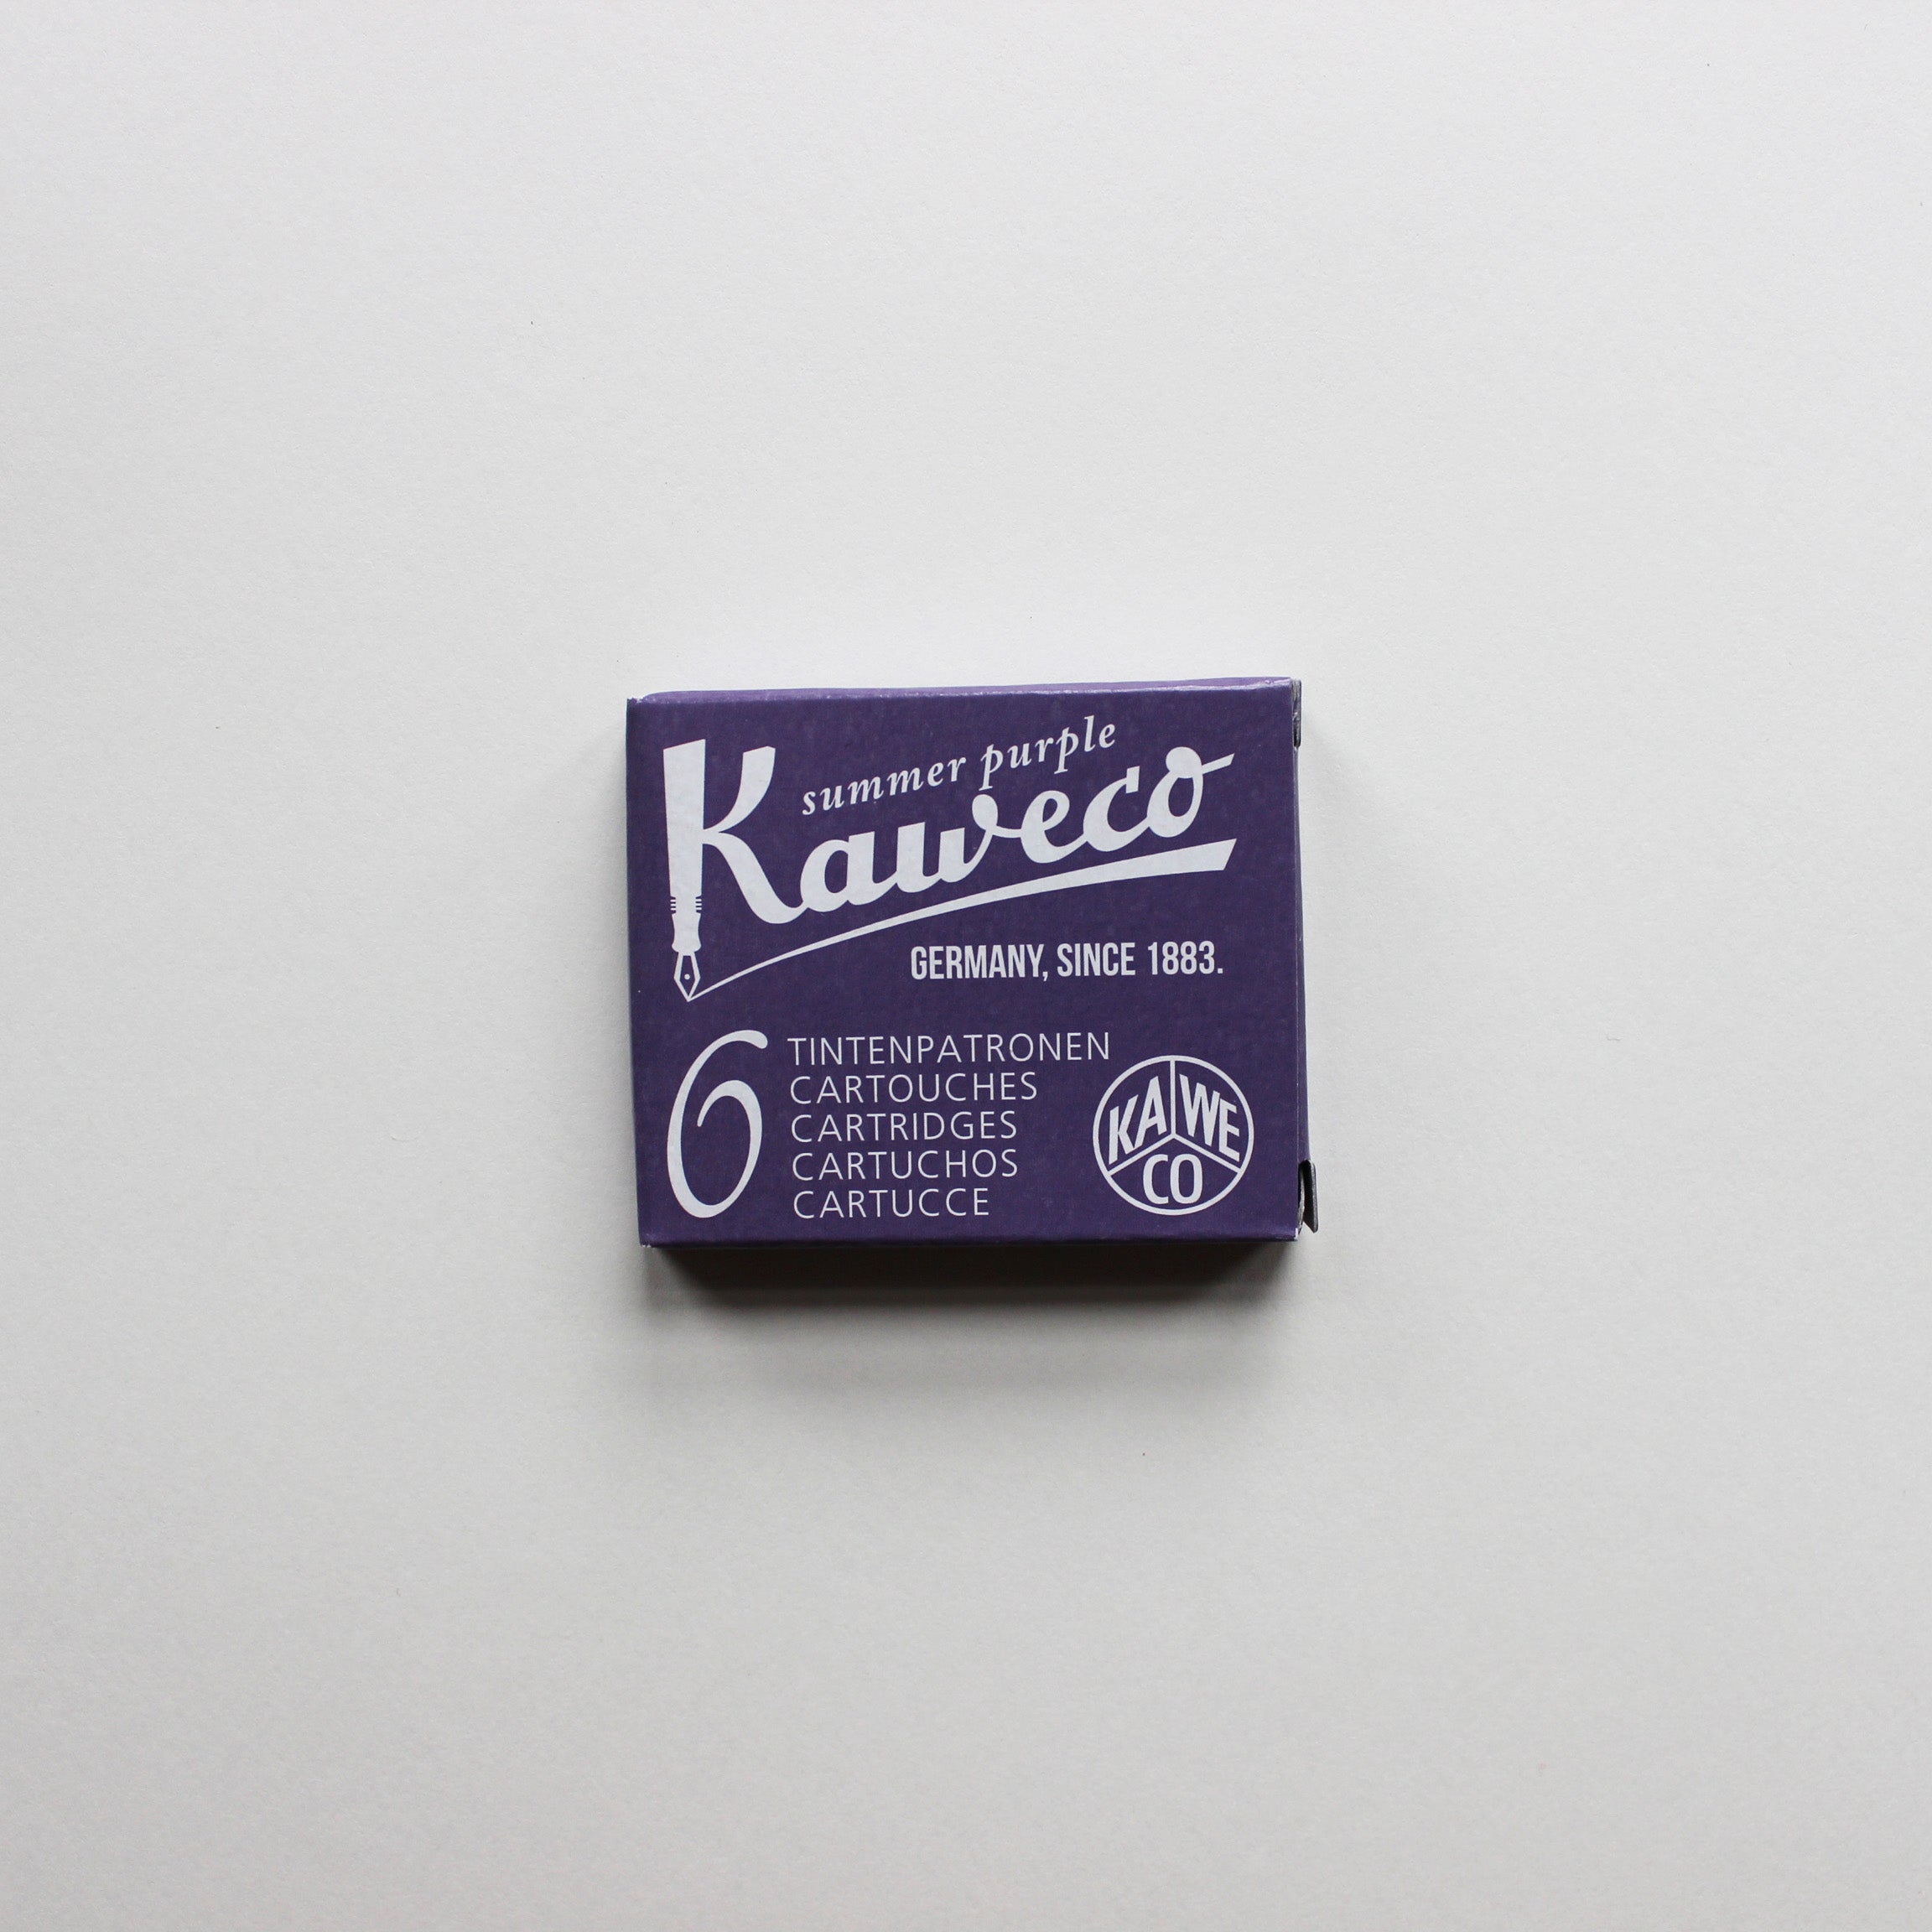 summer purple
Kaweco
GERMANY, SINCE 1883.
6
TINTENPATRONEN
CARTOUCHES
CARTRIDGES
CARTUCHOS
CARTUCCE
KA WE
CO